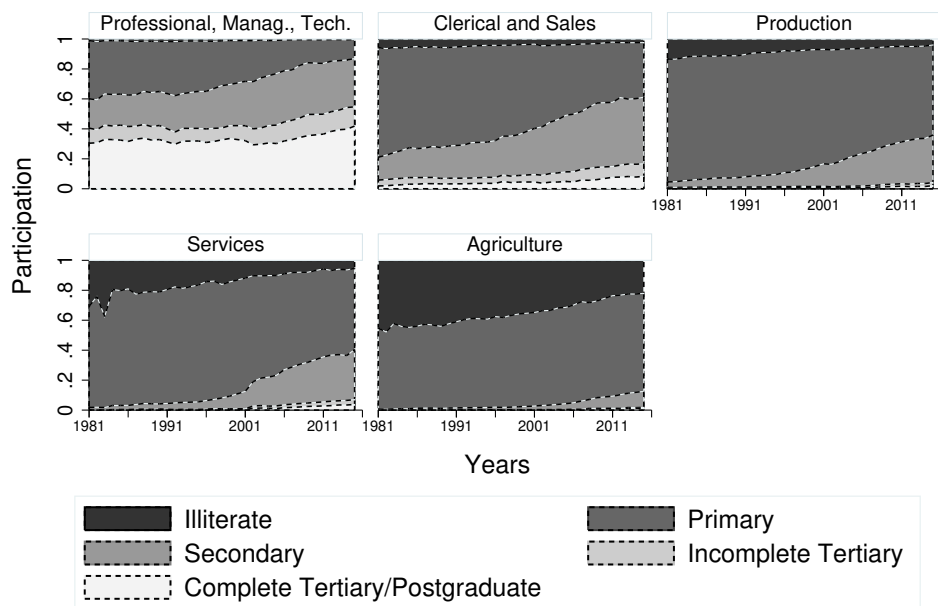 Professional, Manag., Tech.
Clerical and Sales
Production
1
.8
.6
.4
.2
0
1981 1991 2001 2011
Participation
Services
Agriculture
1
.8
.6
.4
.2
0
1981 1991 2001 2011 1981 1991 2001 2011
Years
Illiterate
Primary
Secondary
Incomplete Tertiary
Complete Tertiary/Postgraduate